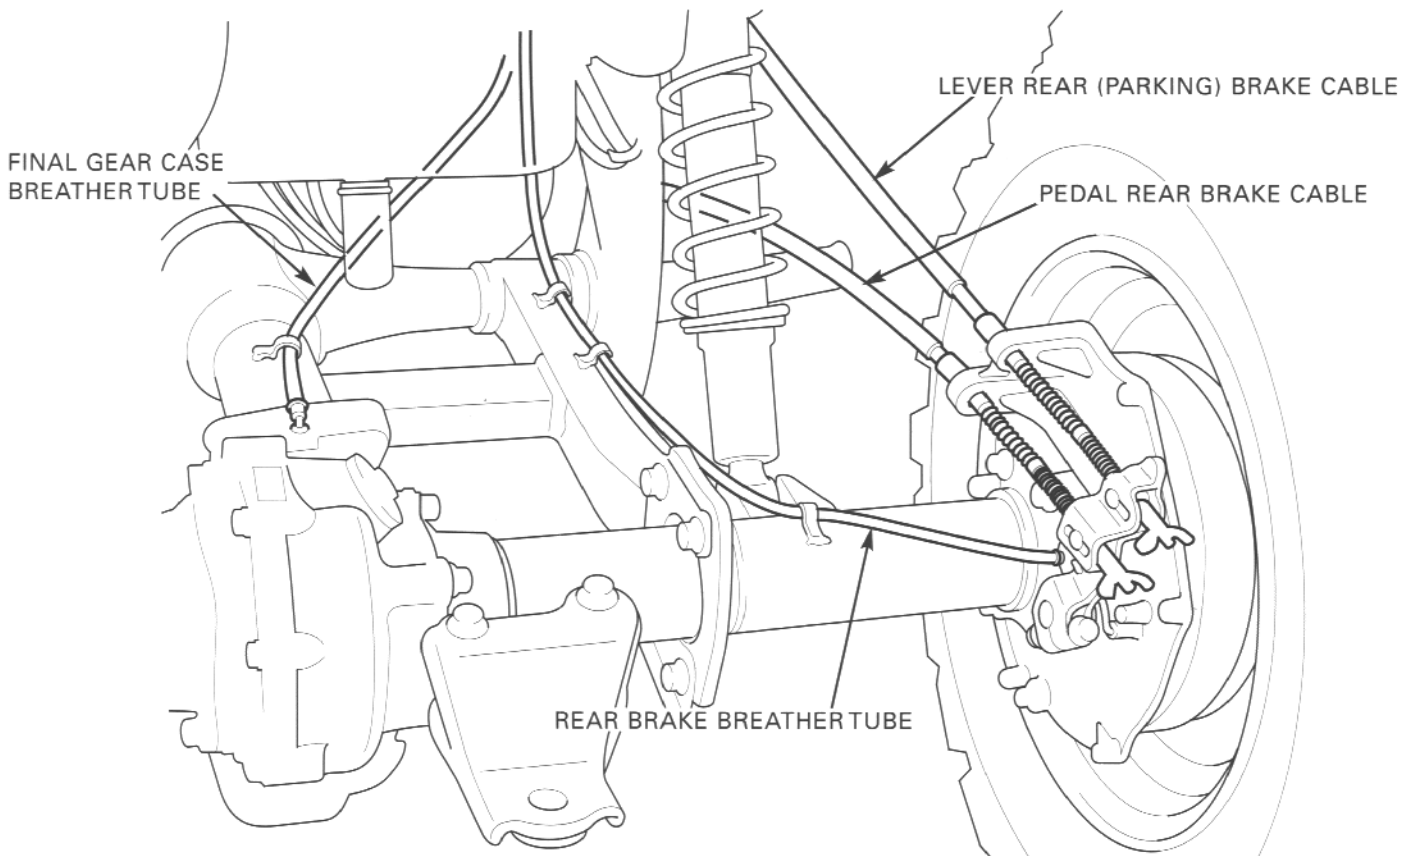 LEVER REAR (PARKING) BRAKE CABLE
FINAL GEAR CASE
BREATHER TUBE
PEDAL REAR BRAKE CABLE
REAR BRAKE BREATHER TUBE